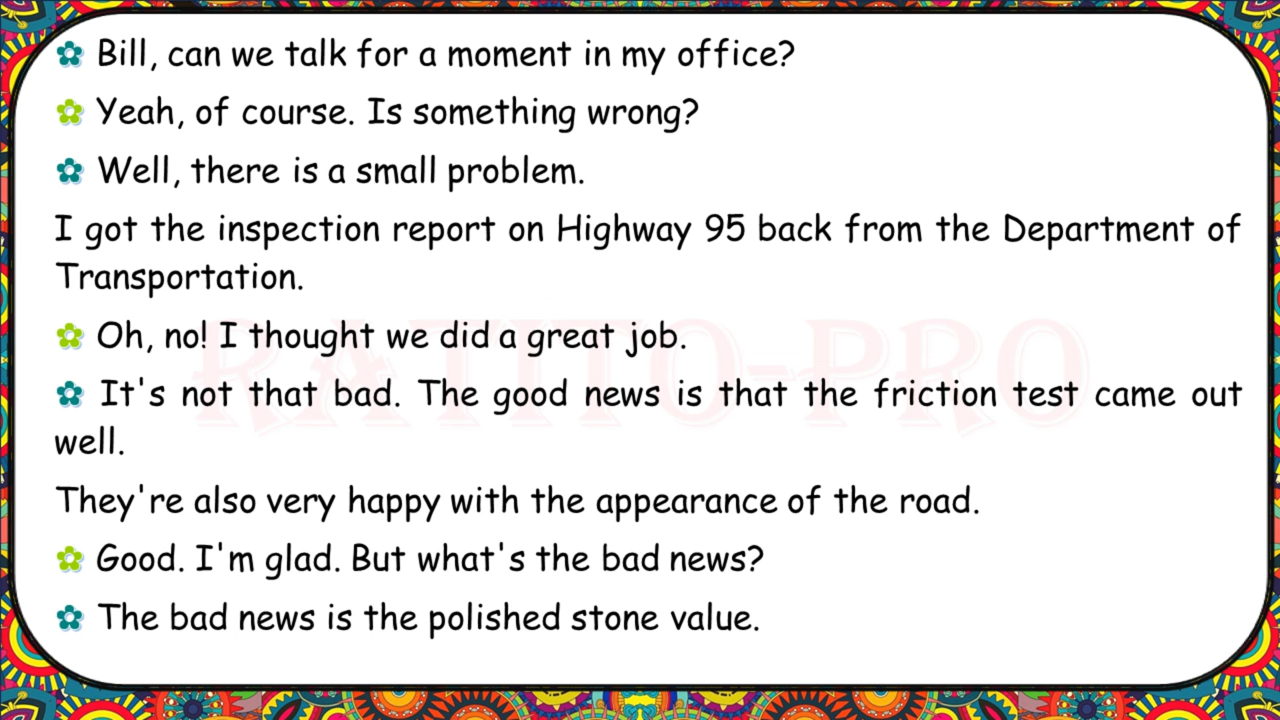 Bill, can we talk for a moment in my office?
Yeah, of course. Is something wrong?
Well, there is a small problem.
I got the inspection report on Highway 95 back from the Department of
Transportation.
Oh, no! I thought we did a great job.
It's not that bad. The good news is that the friction test came out
well.
They're also very happy with the appearance of the road.
Good. I'm glad. But what's the bad news?
The bad news is the polished stone value.
RATITO-PRO